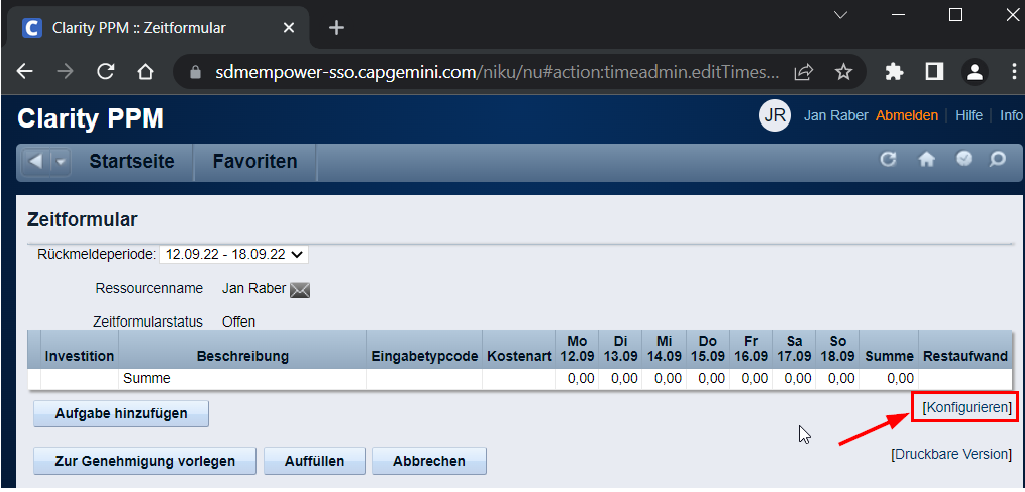 Clarity PPM :: Zeitformular
sdmempower-sso.capgemini.com/niku/nu#action:timeadmin.editTimes...
Clarity PPM
JR Jan Raber Abmelden Hilfe Info
Startseite Favoriten
Zeitformular
Rückmeldeperiode: 12.09.22 - 18.09.22
Ressourcenname Jan Raber
Zeitformularstatus Offen
Mo Di Mi Do Fr Sa So
Investition Beschreibung Eingabetypcode Kostenart 12.09 13.09 14.09 15.09 16.09 17.09 18.09 Summe Restaufwand
Summe 0,00 0,00 0,00 0,00 0,00 0,00 0,00 0,00
Aufgabe hinzufügen [Konfigurieren]
Zur Genehmigung vorlegen Auffüllen Abbrechen [Druckbare Version]